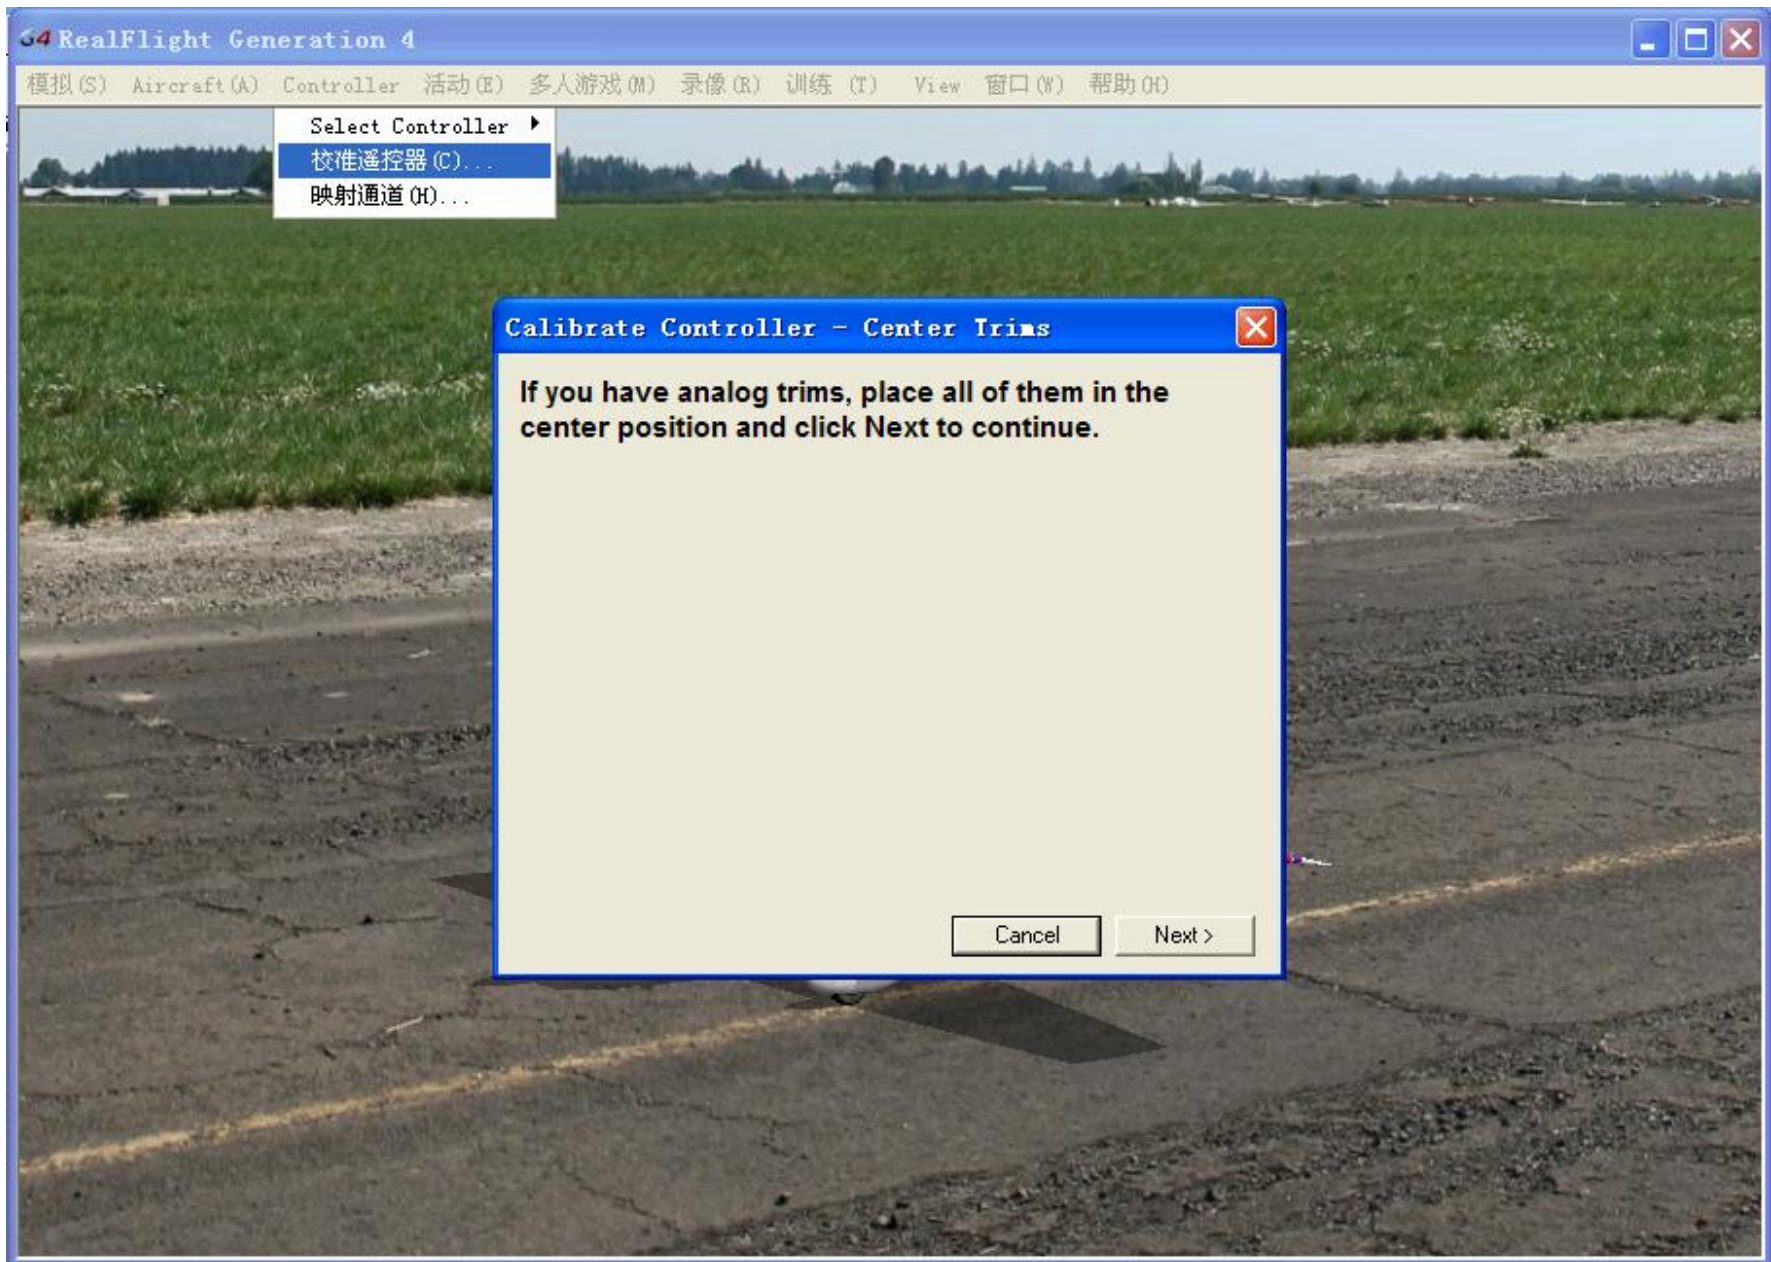 G4 RealFlight Generation 4
模拟(S) Aircraft(A) Controller 活动(E) 多人游戏(M) 录像(R) 训练 (T) View 窗口(W) 帮助(H)
Select Controller
校准遥控器(C)...
映射通道(H)...
Calibrate Controller - Center Trims
If you have analog trims, place all of them in the
center position and click Next to continue.
Cancel Next >